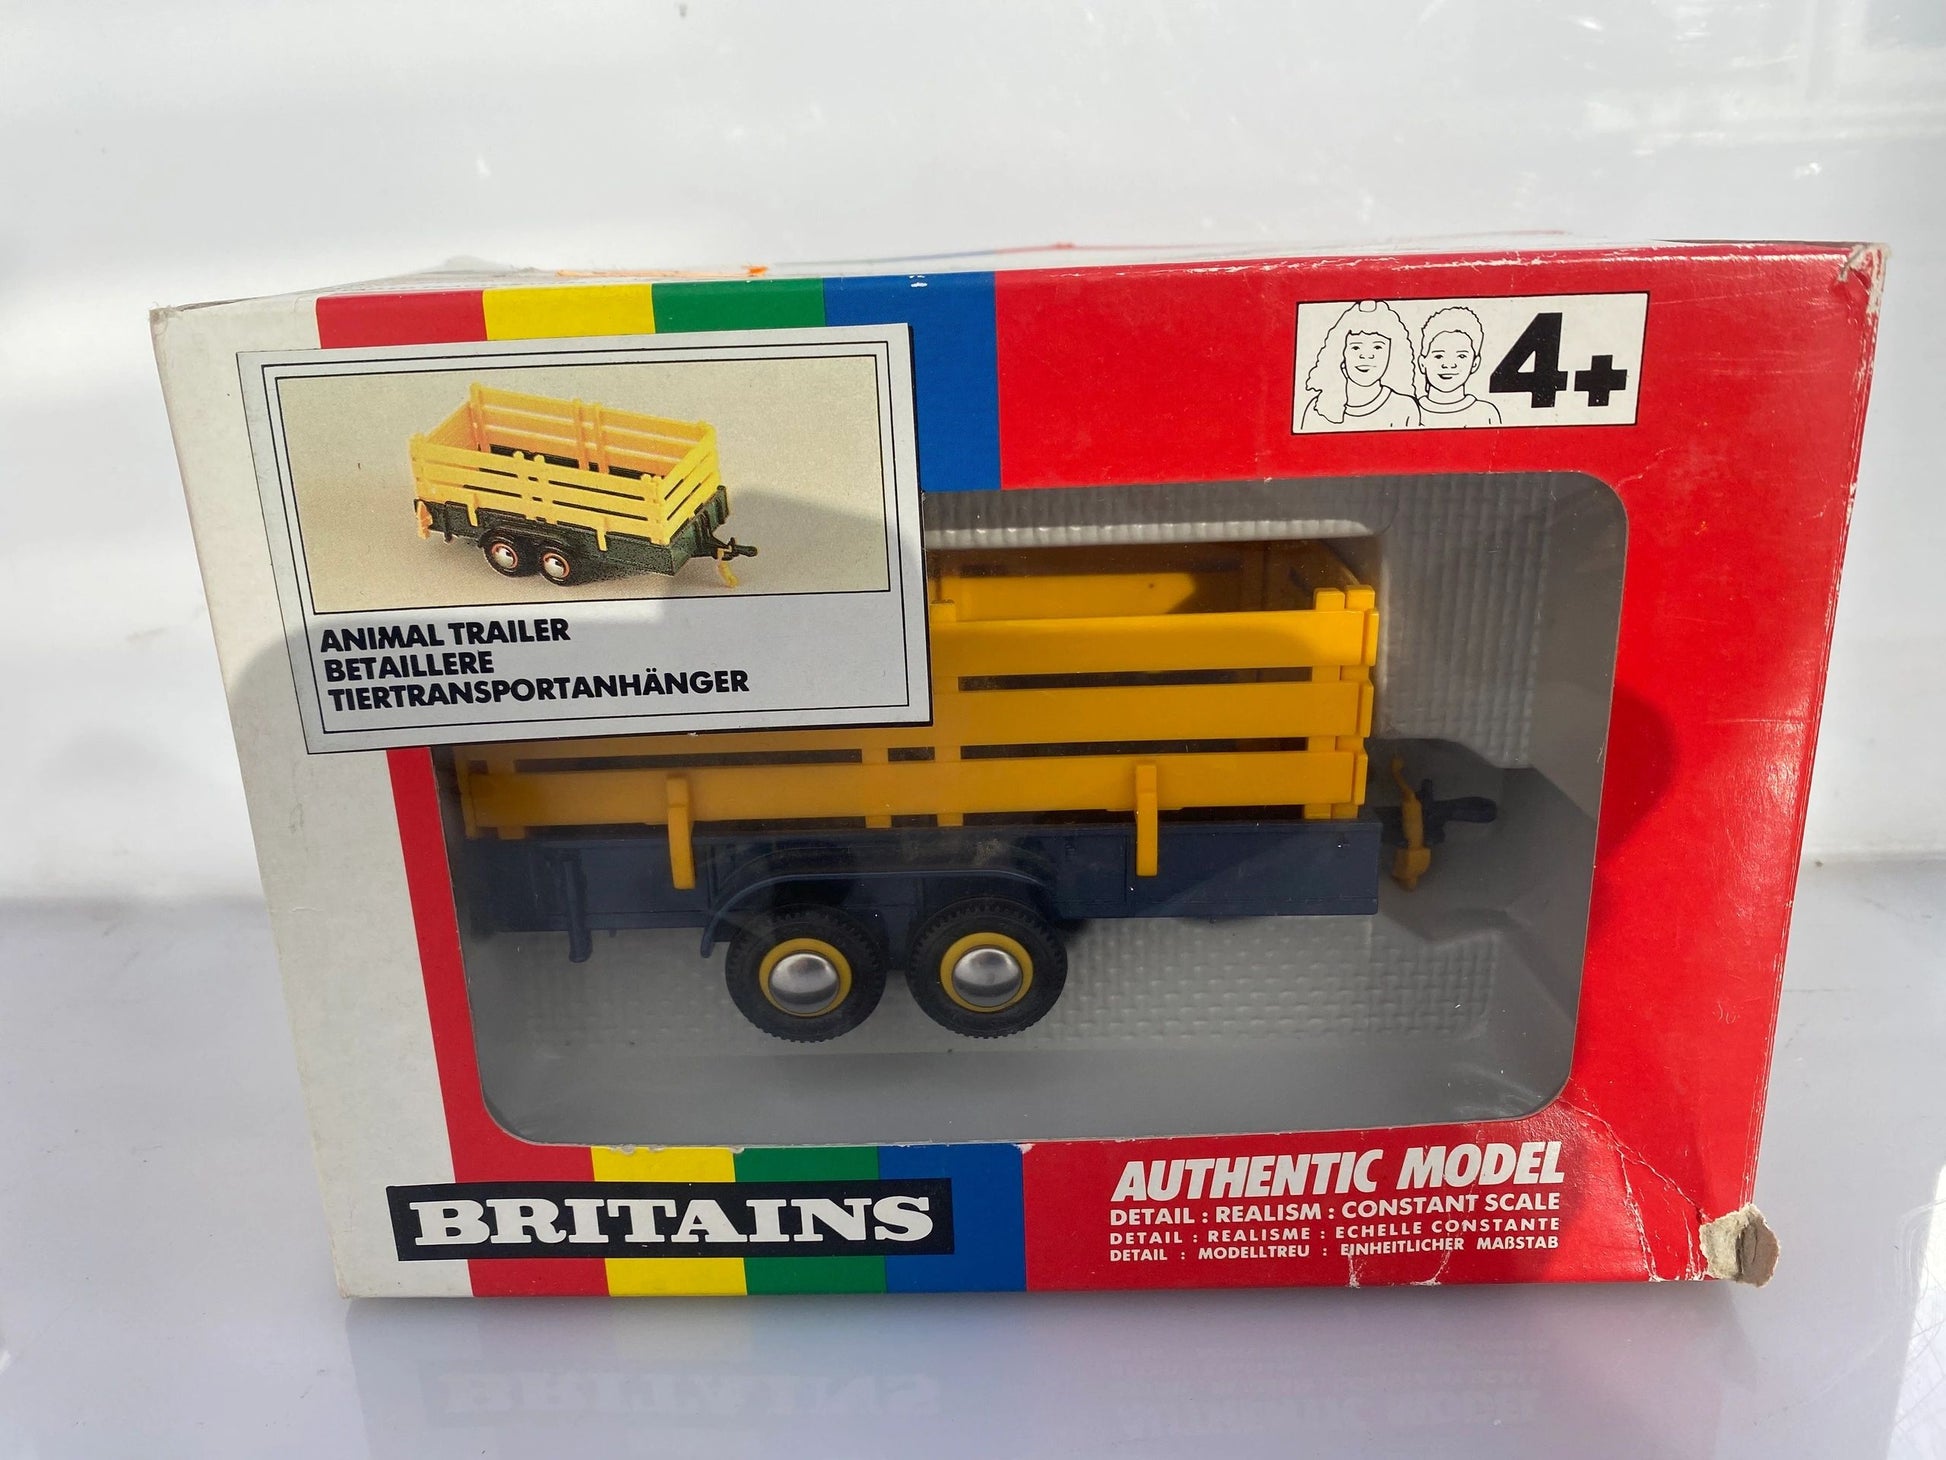 4+
ANIMAL TRAILER
BETAILLERE
TIERTRANSPORTANHÄNGER
BRITAINS
AUTHENTIC MODEL
DETAIL : REALISM : CONSTANT SCALE
DETAIL : REALISME : ECHELLE CONSTANTE
DETAIL : MODELLTREU : EINHEITLICHER MAßSTAB